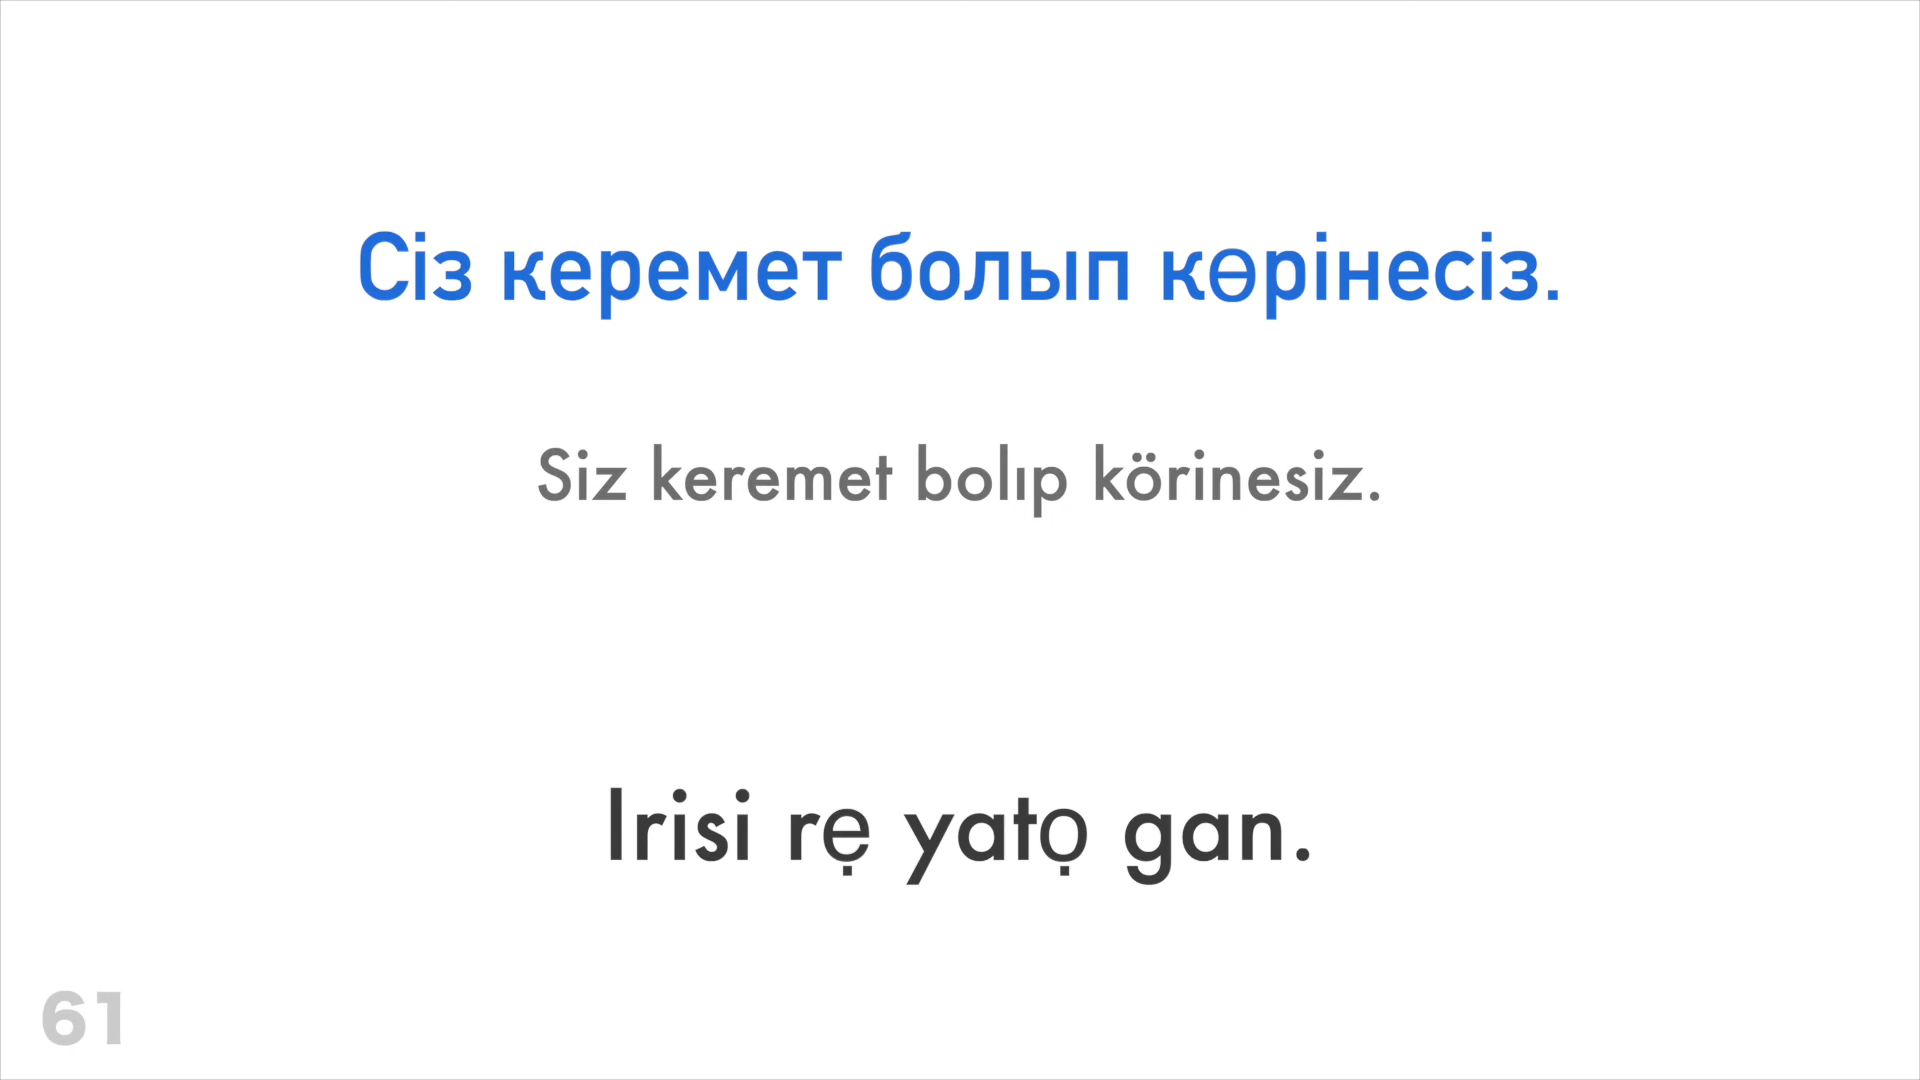 Сіз керемет болып көрінесіз.
Siz keremet bolıp körinesiz.
Irisi rẹ yatọ gan.
61